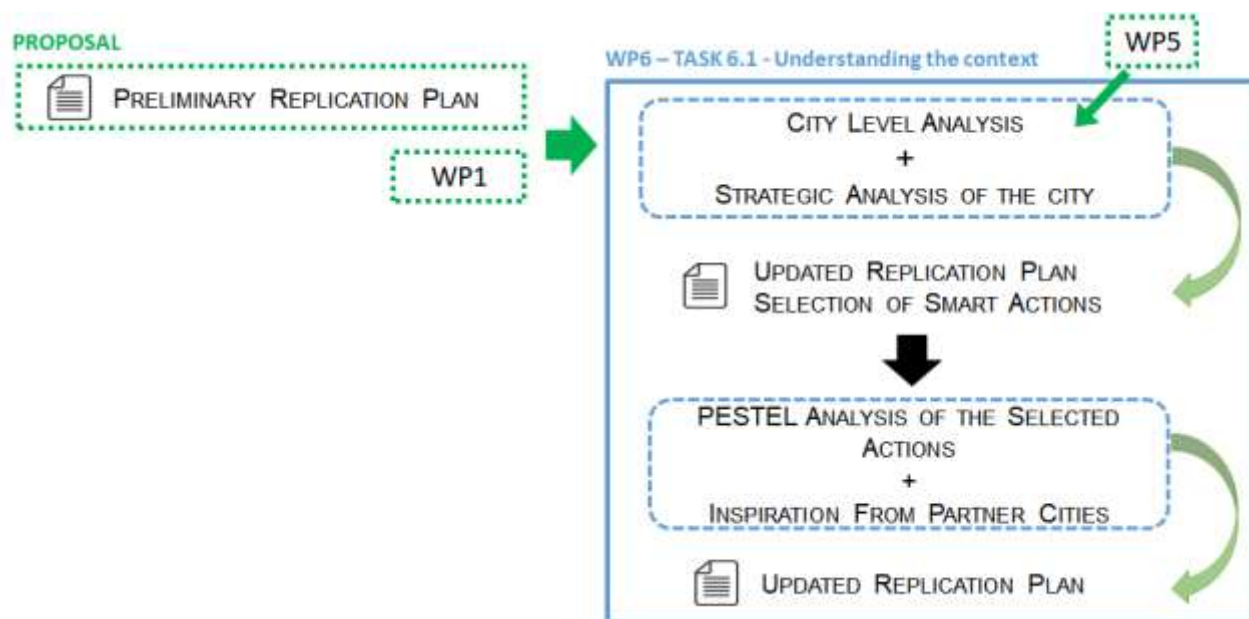 PROPOSAL
PRELIMINARY REPLICATION PLAN
WP1
WP5
WP6 – TASK 6.1 - Understanding the context
CITY LEVEL ANALYSIS
+
STRATEGIC ANALYSIS OF THE CITY
UPDATED REPLICATION PLAN
SELECTION OF SMART ACTIONS
PESTEL ANALYSIS OF THE SELECTED
ACTIONS
+
INSPIRATION FROM PARTNER CITIES
UPDATED REPLICATION PLAN